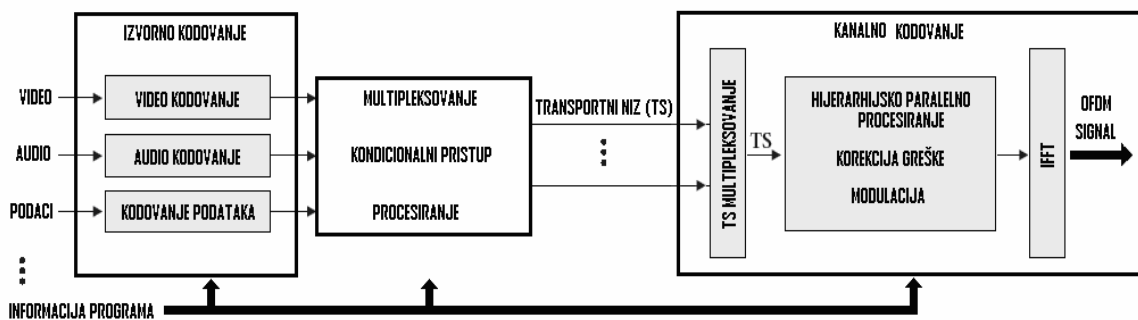 IZVORNO KODOVANJE
VIDEO
VIDEO KODOVANJE
AUDIO
AUDIO KODOVANJE
PODACI
KODOVANJE PODATAKA
MULTIPLEKSOVANJE
KONDICIONALNI PRISTUP
PROCESIRANJE
TRANSPORTNI NIZ (TS)
KANALNO KODOVANJE
TS MULTIPLEKSOVANJE
TS
HIJERARHIJSKO PARALELNO
PROCESIRANJE
KOREKCIJA GREŠKE
MODULACIJA
IFFT
OFDM
SIGNAL
INFORMACIJA PROGRAMA